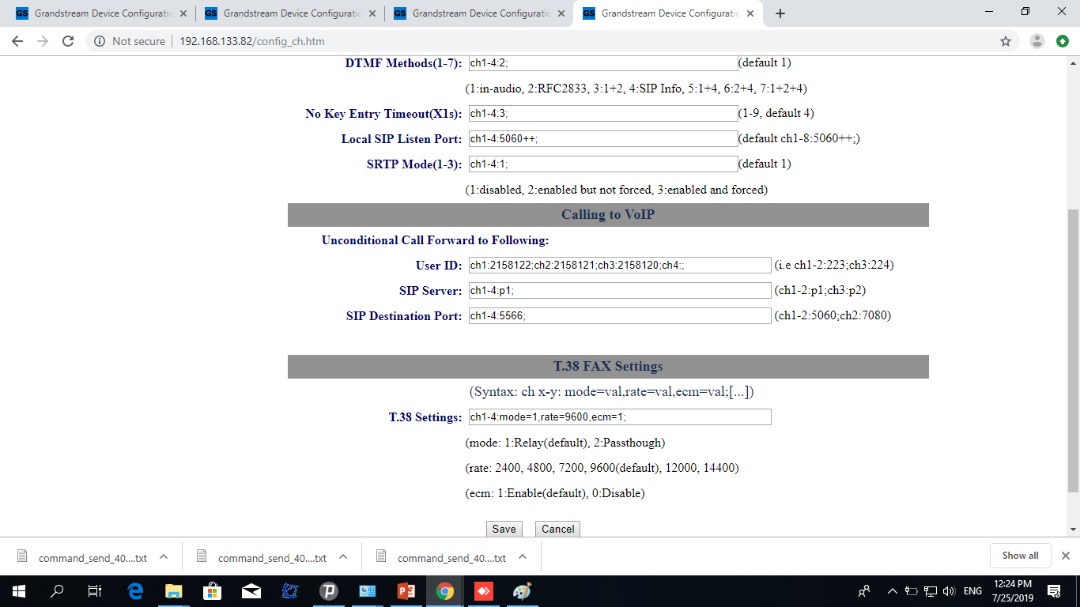 Grandstream Device Configuratic
Grandstream Device Configuratic
Grandstream Device Configuratic
Grandstream Device Configuratic
Not secure | 192.168.133.82/config_ch.htm
DTMF Methods(1-7): ch1-4:2; (default 1)
(1:in-audio, 2:RFC2833, 3:1+2, 4:SIP Info, 5:1+4, 6:2+4, 7:1+2+4)
No Key Entry Timeout(X1s): ch1-4:3; (1-9, default 4)
Local SIP Listen Port: ch1-4:5060++; (default ch1-8:5060++;)
SRTP Mode(1-3): ch1-4:1; (default 1)
(1:disabled, 2:enabled but not forced, 3:enabled and forced)
Calling to VoIP
Unconditional Call Forward to Following:
User ID: ch1:2158122;ch2:2158121;ch3:2158120;ch4:; (i.e ch1-2:223;ch3:224)
SIP Server: ch1-4:p1; (ch1-2:p1;ch3:p2)
SIP Destination Port: ch1-4:5566; (ch1-2:5060;ch2:7080)
T.38 FAX Settings
(Syntax: ch x-y: mode=val,rate=val,ecm=val;[...])
T.38 Settings: ch1-4:mode=1,rate=9600,ecm=1;
(mode: 1:Relay(default), 2:Passthough)
(rate: 2400, 4800, 7200, 9600(default), 12000, 14400)
(ecm: 1:Enable(default), 0:Disable)
Save Cancel
command_send_40....txt command_send_40....txt command_send_40....txt Show all
ENG 12:24 PM
7/25/2019